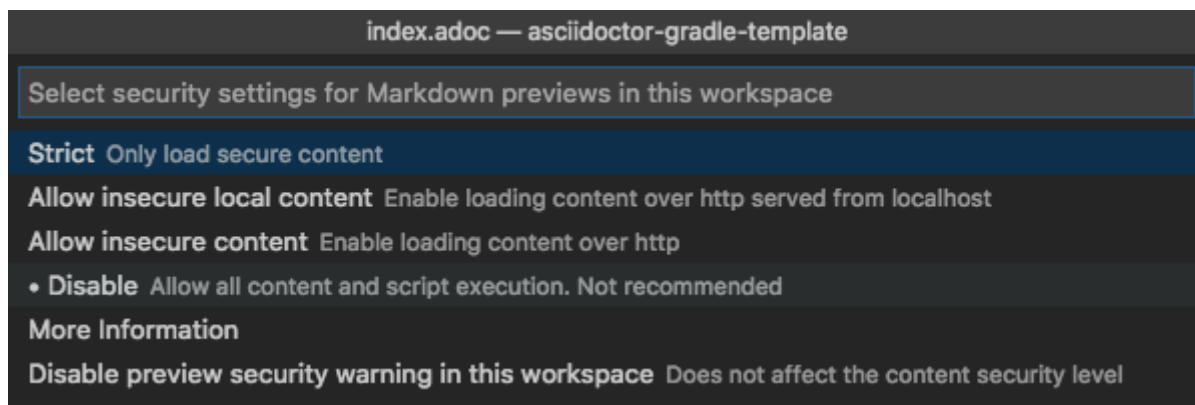 index.adoc — asciidoctor-gradle-template
Select security settings for Markdown previews in this workspace
Strict Only load secure content
Allow insecure local content Enable loading content over http served from localhost
Allow insecure content Enable loading content over http
• Disable Allow all content and script execution. Not recommended
More Information
Disable preview security warning in this workspace Does not affect the content security level